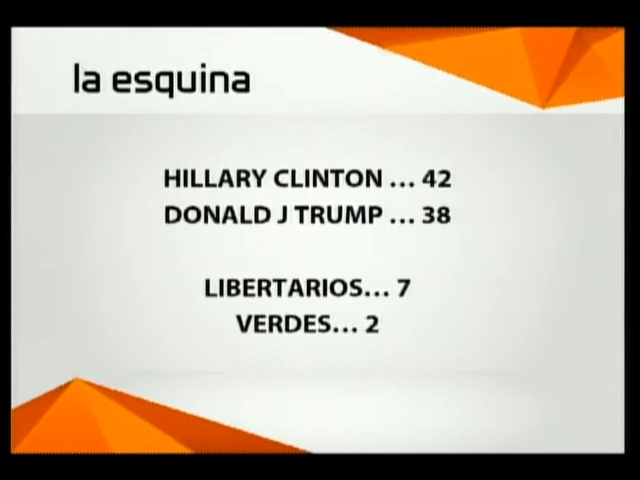 la esquina
HILLARY CLINTON ... 42
DONALD J TRUMP ... 38
LIBERTARIOS... 7
VERDES... 2